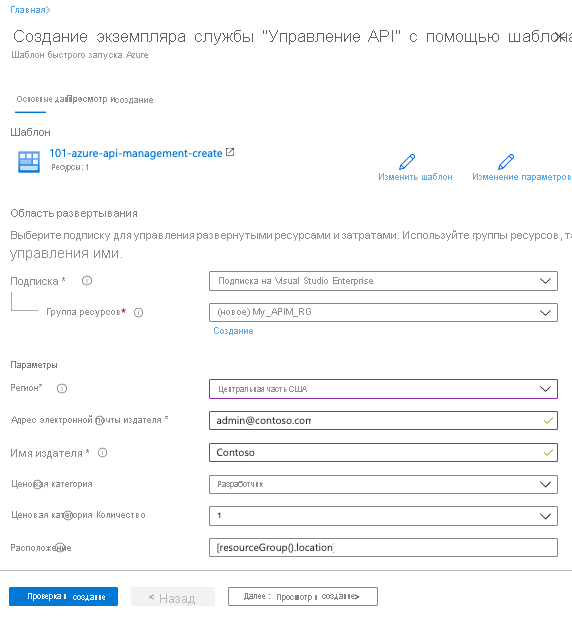 Главная>
Создание экземпляра службы "Управление API" с помощью шаблона
Шаблон быстрого запуска Azure
Основные данные Просмотр и создание
Шаблон
101-azure-api-management-create
Ресурсы: 1
Изменить шаблон
Изменение параметров
Область развертывания
Выберите подписку для управления развернутыми ресурсами и затратами. Используйте группы ресурсов, та
управления ими.
Подписка *
Подписка на Visual Studio Enterprise
Группа ресурсов*
(новое) My_APIM_RG
Создание
Параметры
Регион*
Центральная часть США
Адрес электронной почты издателя *
admin@contoso.com
Имя издателя *
Contoso
Ценовая категория
Разработчик
Ценовая категория Количество
1
Расположение
[resourceGroup().location]
Проверка и создание
< Назад
Далее: Просмотр и создание>